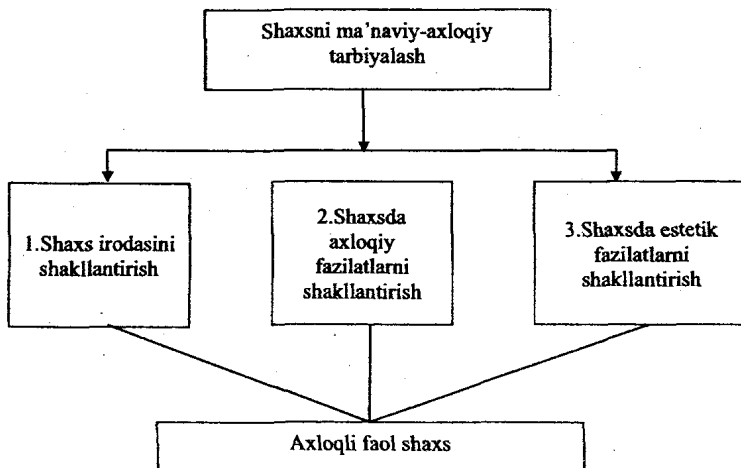 Shaxsni ma’naviy-axloqiy
tarbiyalash
1.Shaxs irodasini
shakllantirish
2.Shaxsda
axloqiy
fazilatlarni
shakllantirish
3.Shaxsda estetik
fazilatlarni
shakllantirish
Axloqli faol shaxs